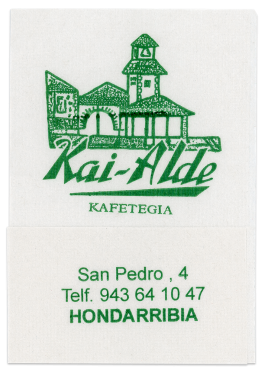 Kai-Alde
KAFETEGIA
San Pedro , 4
Telf. 943 64 10 47
HONDARRIBIA